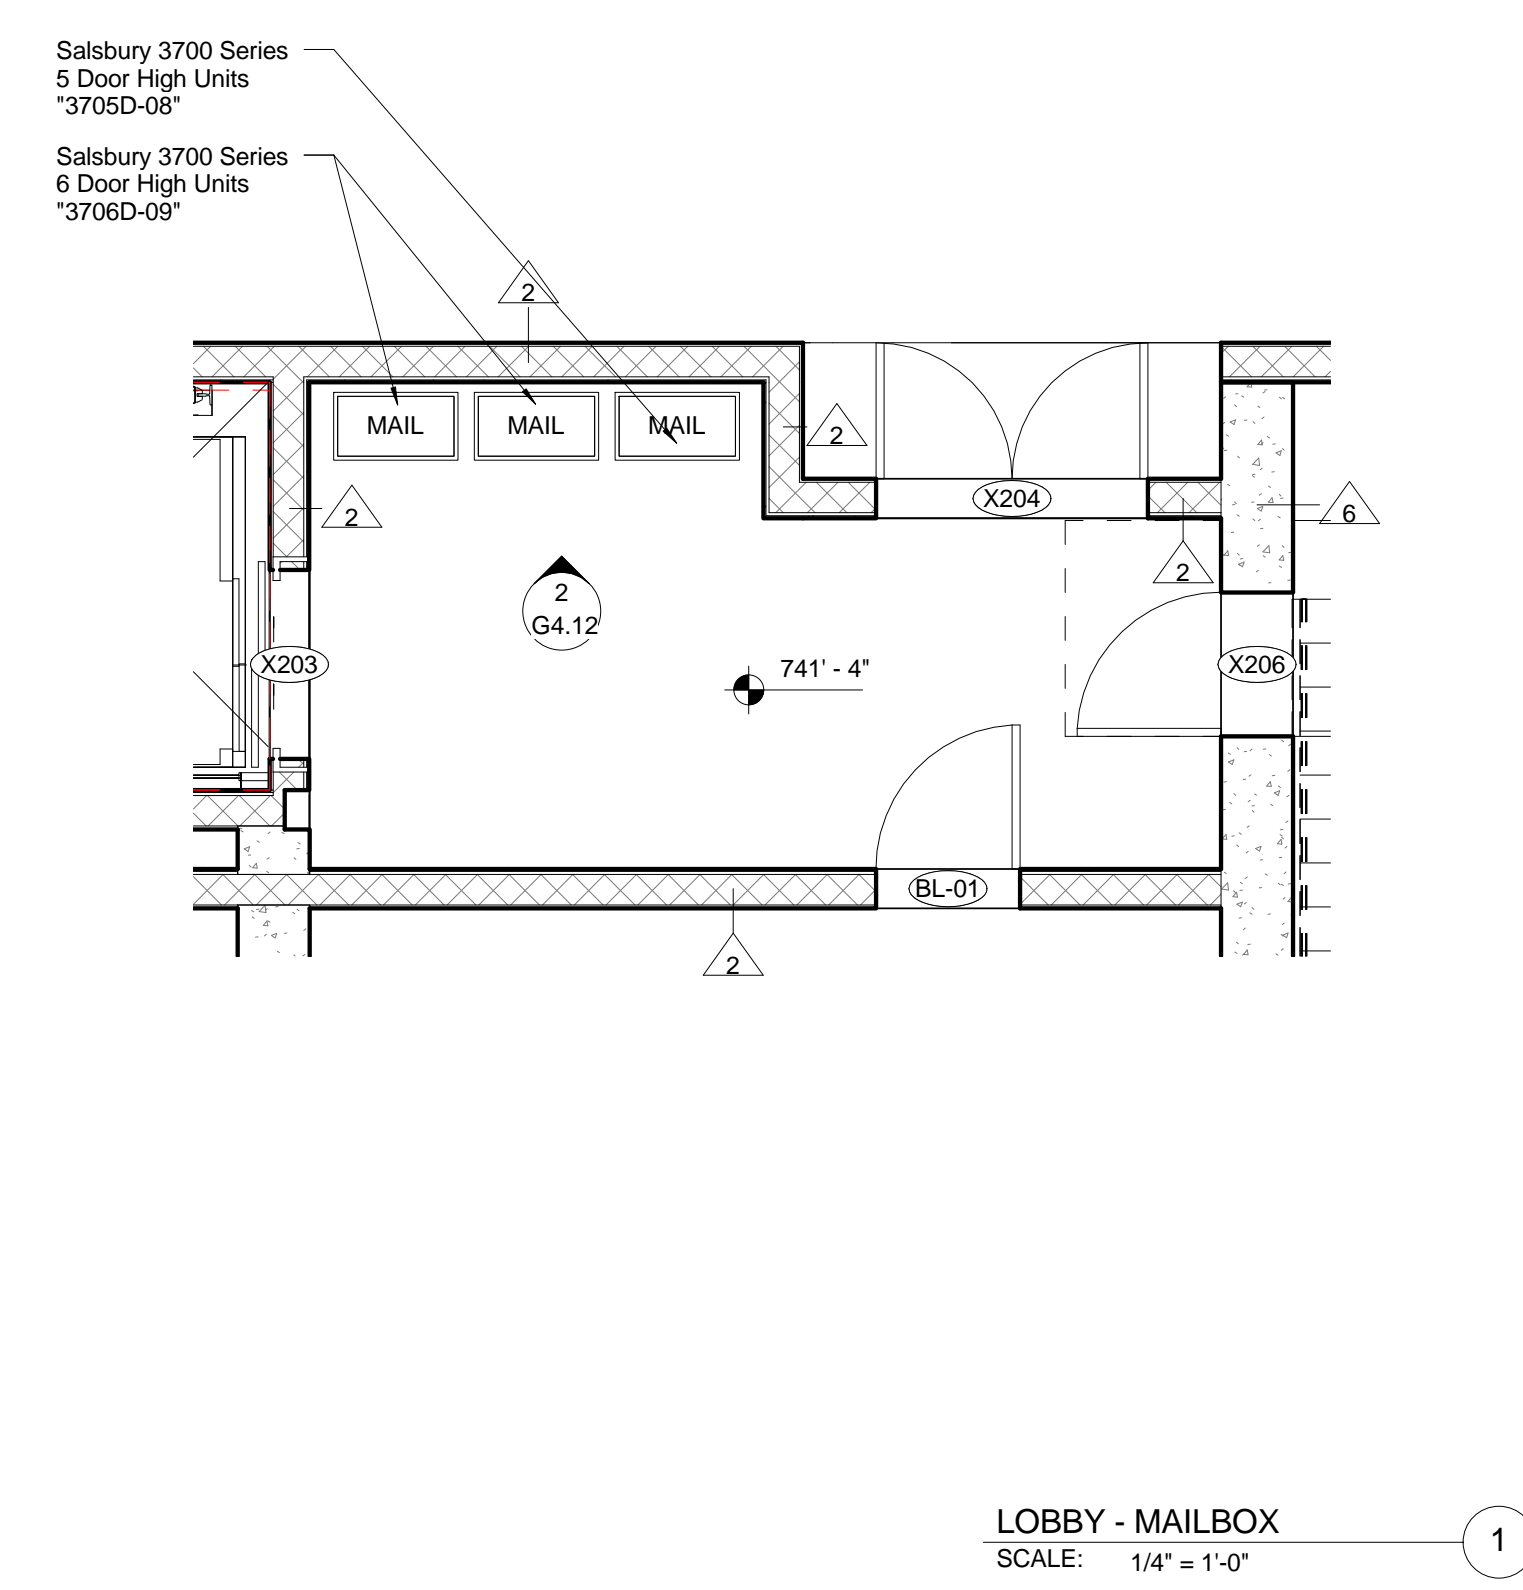 Salsbury 3700 Series
5 Door High Units
"3705D-08"
Salsbury 3700 Series
6 Door High Units
"3706D-09"
2
MAIL
MAIL
MAIL
2
2
X204
6
2
2
G4.12
X203
741' - 4"
X206
BL-01
2
LOBBY - MAILBOX
1
SCALE: 1/4" = 1'-0"